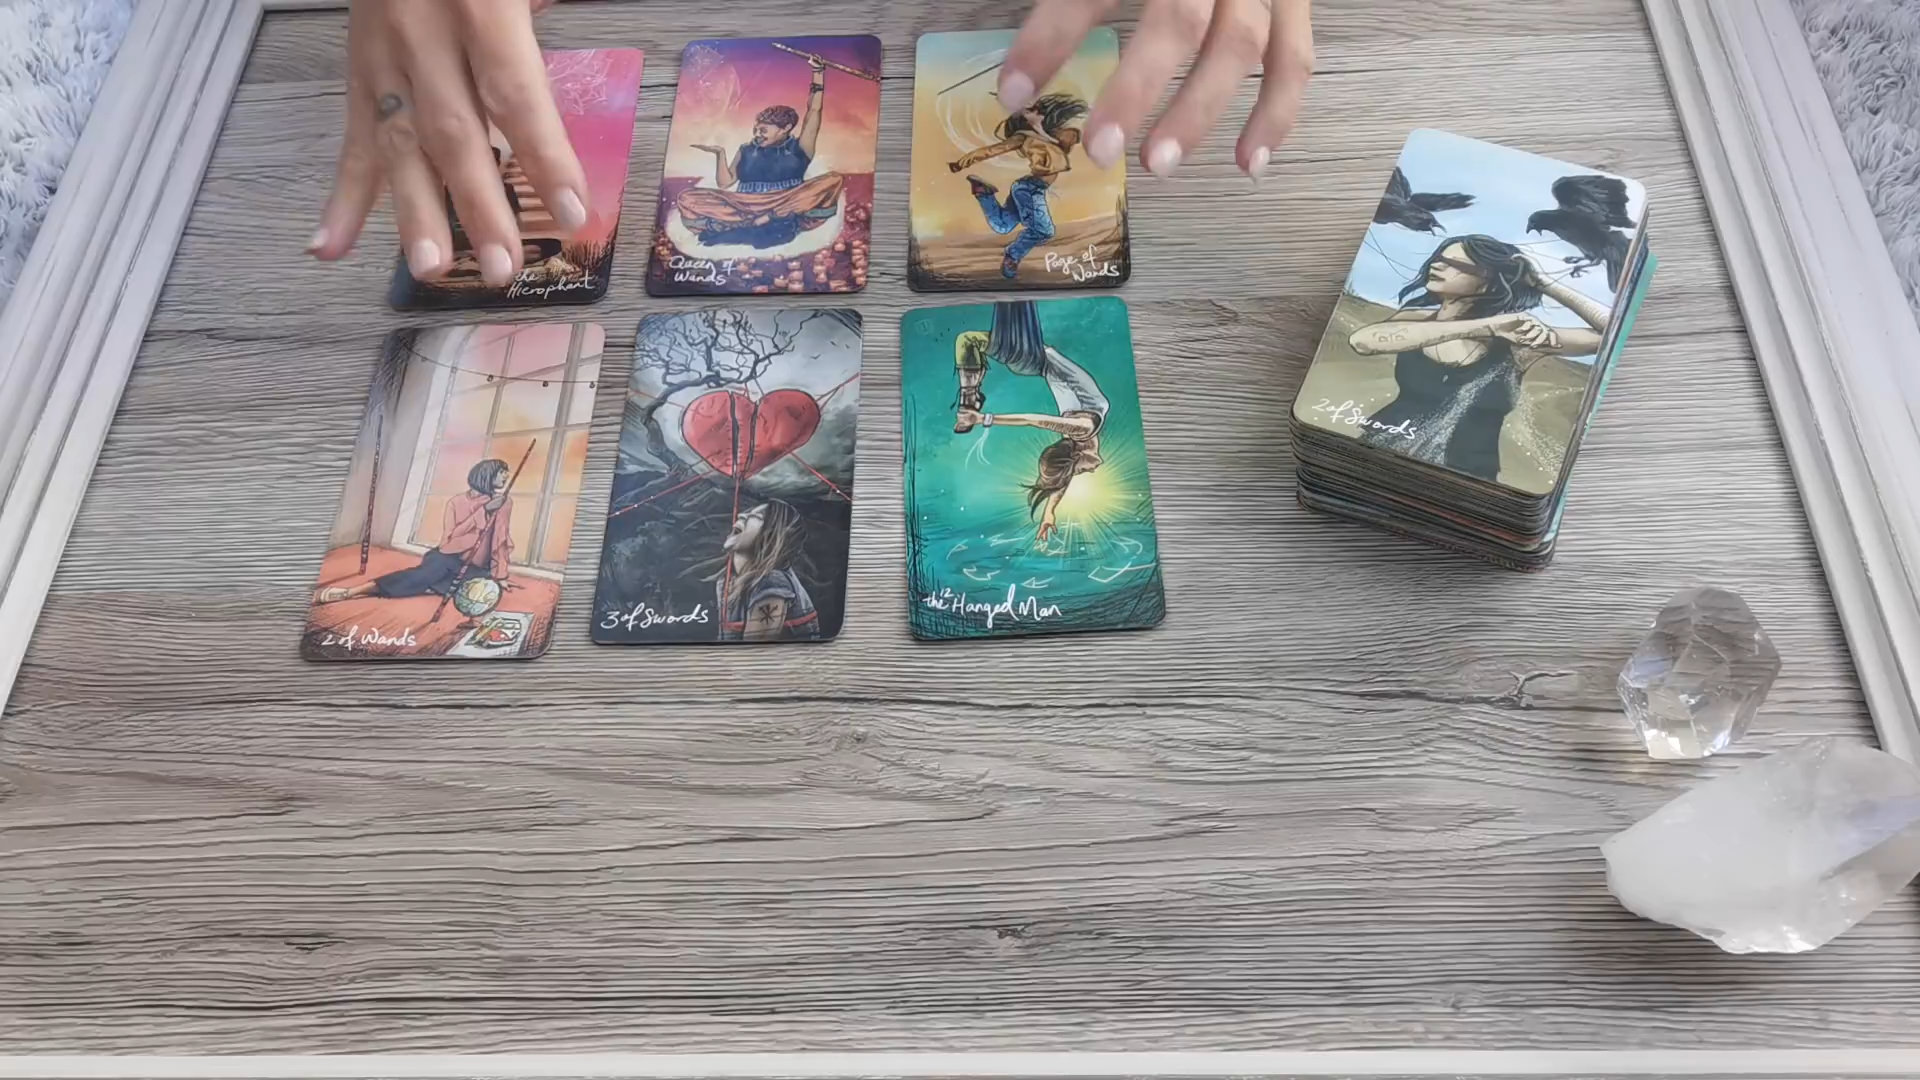 the
Hierophant
Queen of
Wands
Page of
Wands
2 of Wands
3 of Swords
the 12 Hanged Man
2 of Swords